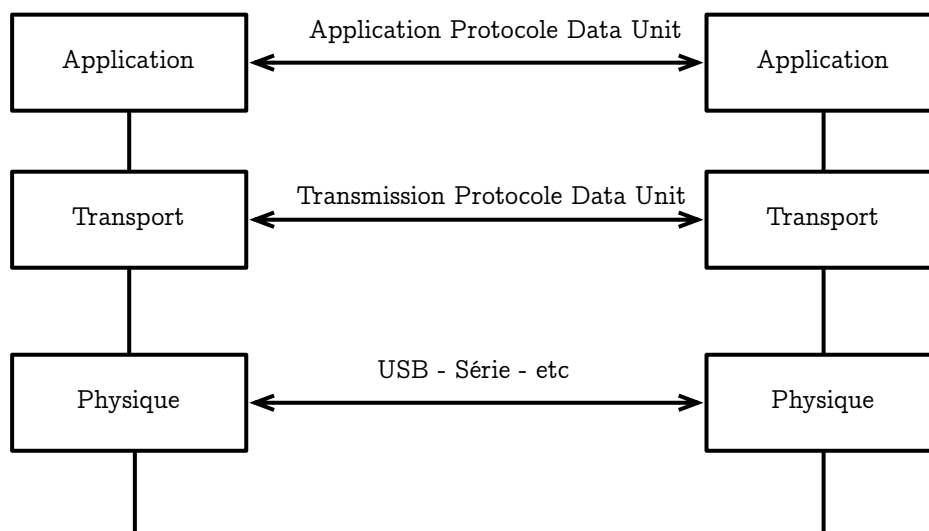 Application Protocole Data Unit
Application
Application
Transmission Protocole Data Unit
Transport
Transport
USB - Série - etc
Physique
Physique